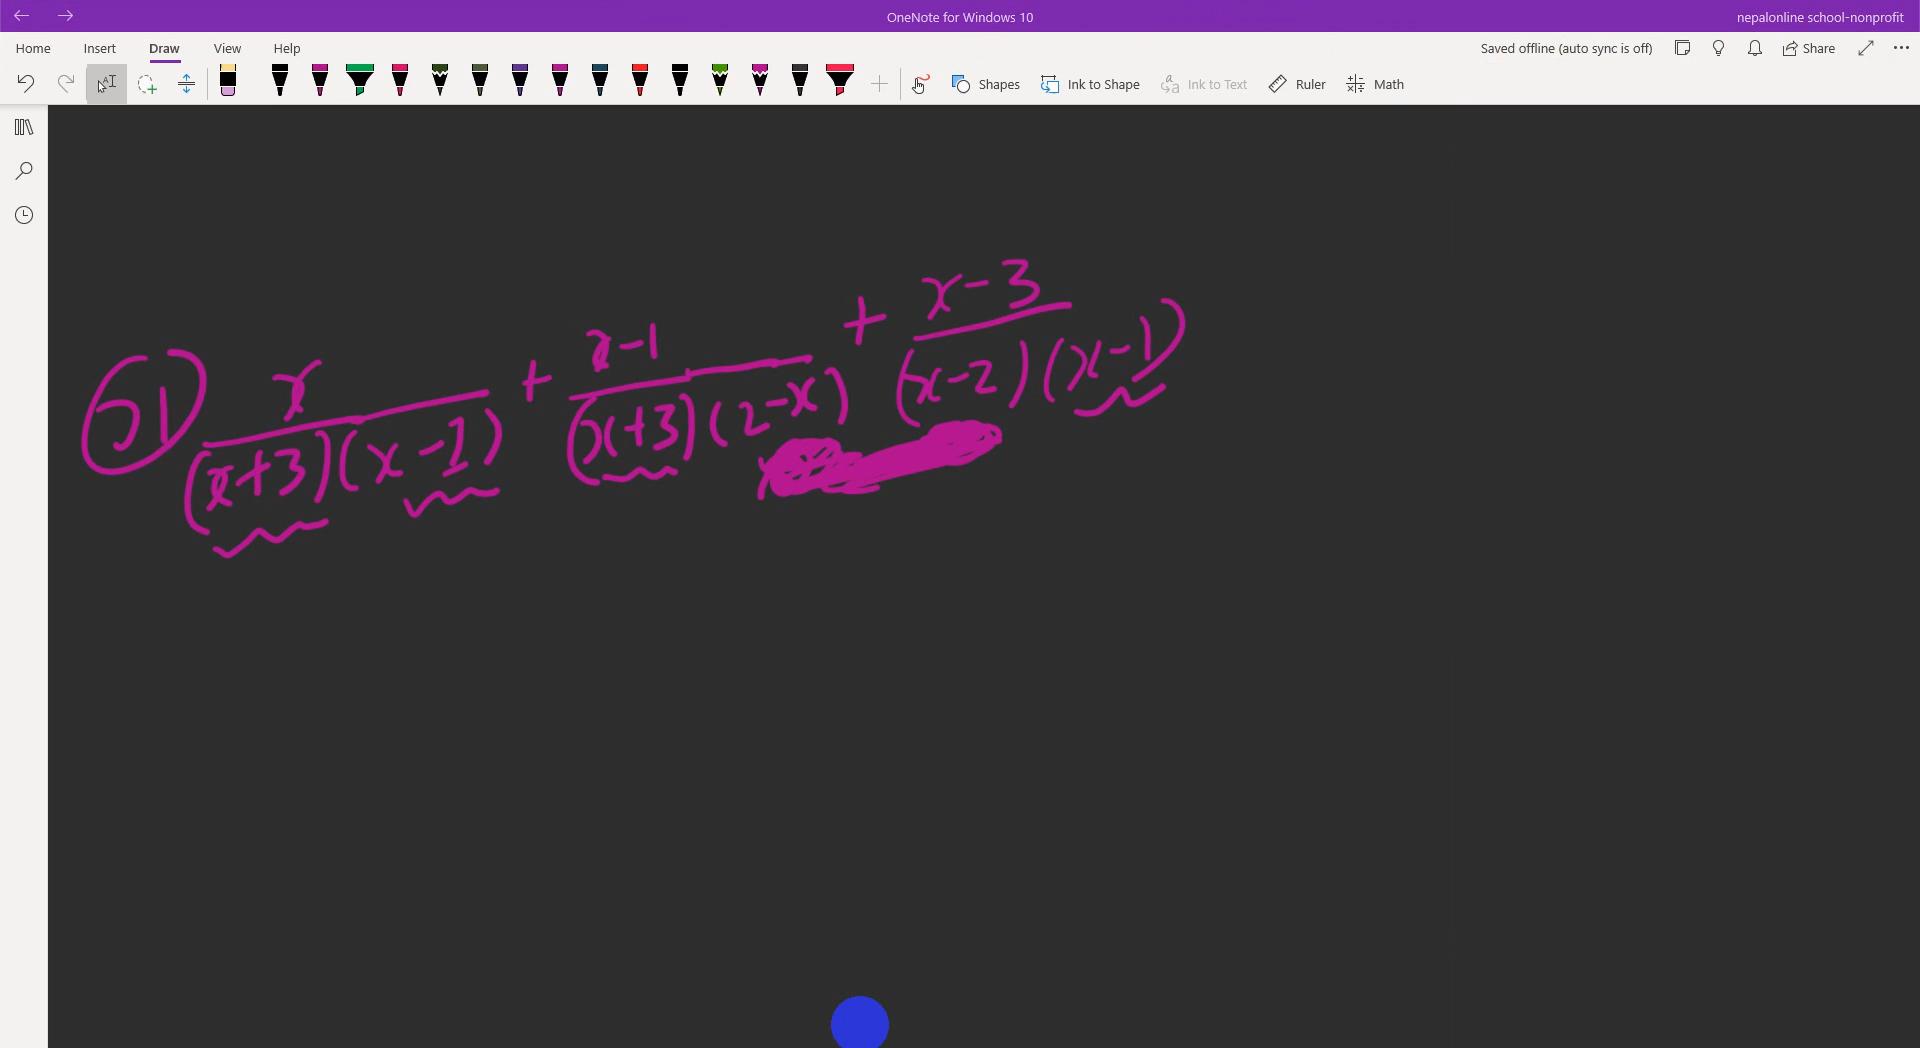 OneNote for Windows 10
nepalonline school-nonprofit
Home Insert Draw View Help
Saved offline (auto sync is off) Share
Shapes Ink to Shape Ink to Text Ruler Math
x/((x+3)(x-1)) + (x-1)/((x+3)(2-x)) + (x-3)/((x-2)(x-1))